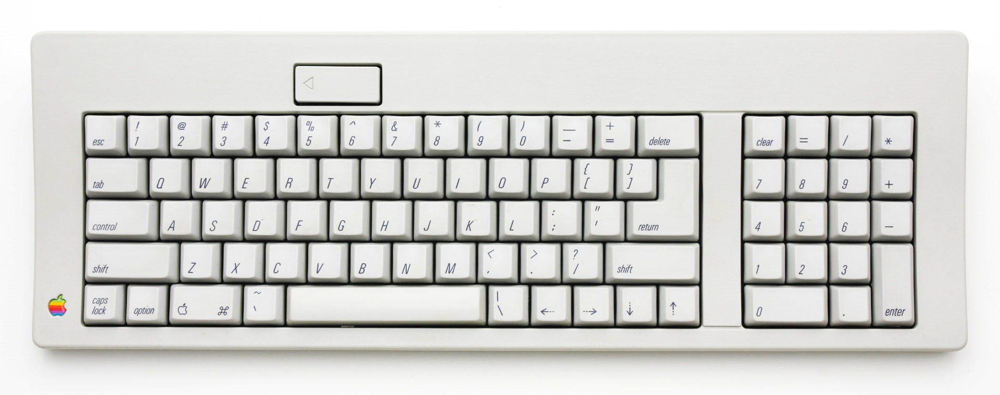 esc ! 1 @ 2 # 3 $ 4 % 5 ^ 6 & 7 * 8 ( 9 ) 0 — - + = delete clear = / *
tab Q W E R T Y U I O P { [ } ] 7 8 9 +
control A S D F G H J K L : ; " ' return 4 5 6 -
shift Z X C V B N M < , > . ? / shift 1 2 3
caps lock option ⌘ ~ ` | \ ← → ↓ ↑ 0 . enter